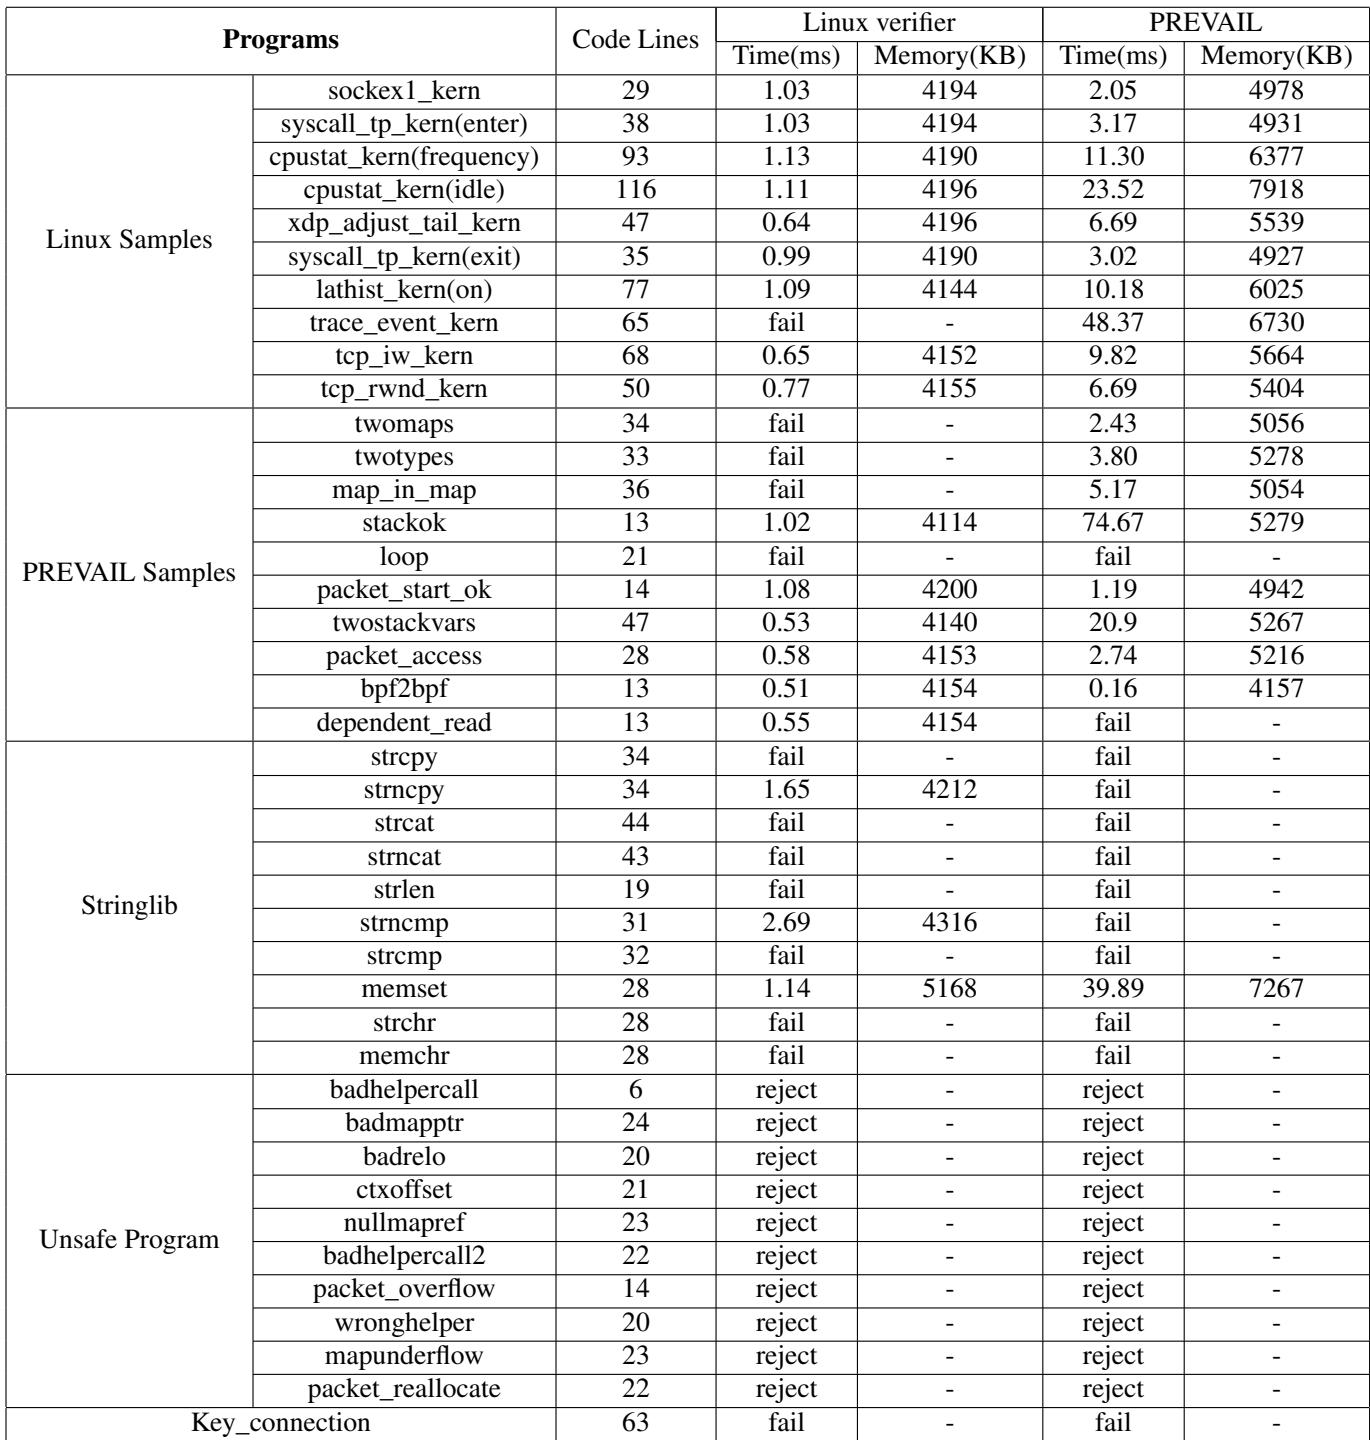 Programs Code Lines Linux verifier PREVAIL
Time(ms) Memory(KB) Time(ms) Memory(KB)
Linux Samples
sockex1_kern 29 1.03 4194 2.05 4978
syscall_tp_kern(enter) 38 1.03 4194 3.17 4931
cpustat_kern(frequency) 93 1.13 4190 11.30 6377
cpustat_kern(idle) 116 1.11 4196 23.52 7918
xdp_adjust_tail_kern 47 0.64 4196 6.69 5539
syscall_tp_kern(exit) 35 0.99 4190 3.02 4927
lathist_kern(on) 77 1.09 4144 10.18 6025
trace_event_kern 65 fail - 48.37 6730
tcp_iw_kern 68 0.65 4152 9.82 5664
tcp_rwnd_kern 50 0.77 4155 6.69 5404
PREVAIL Samples
twomaps 34 fail - 2.43 5056
twotypes 33 fail - 3.80 5278
map_in_map 36 fail - 5.17 5054
stackok 13 1.02 4114 74.67 5279
loop 21 fail - fail -
packet_start_ok 14 1.08 4200 1.19 4942
twostackvars 47 0.53 4140 20.9 5267
packet_access 28 0.58 4153 2.74 5216
bpf2bpf 13 0.51 4154 0.16 4157
dependent_read 13 0.55 4154 fail -
Stringlib
strcpy 34 fail - fail -
strncpy 34 1.65 4212 fail -
strcat 44 fail - fail -
strncat 43 fail - fail -
strlen 19 fail - fail -
strncmp 31 2.69 4316 fail -
strcmp 32 fail - fail -
memset 28 1.14 5168 39.89 7267
strchr 28 fail - fail -
memchr 28 fail - fail -
Unsafe Program
badhelpercall 6 reject - reject -
badmapptr 24 reject - reject -
badrelo 20 reject - reject -
ctxoffset 21 reject - reject -
nullmapref 23 reject - reject -
badhelpercall2 22 reject - reject -
packet_overflow 14 reject - reject -
wronghelper 20 reject - reject -
mapunderflow 23 reject - reject -
packet_reallocate 22 reject - reject -
Key_connection 63 fail - fail -